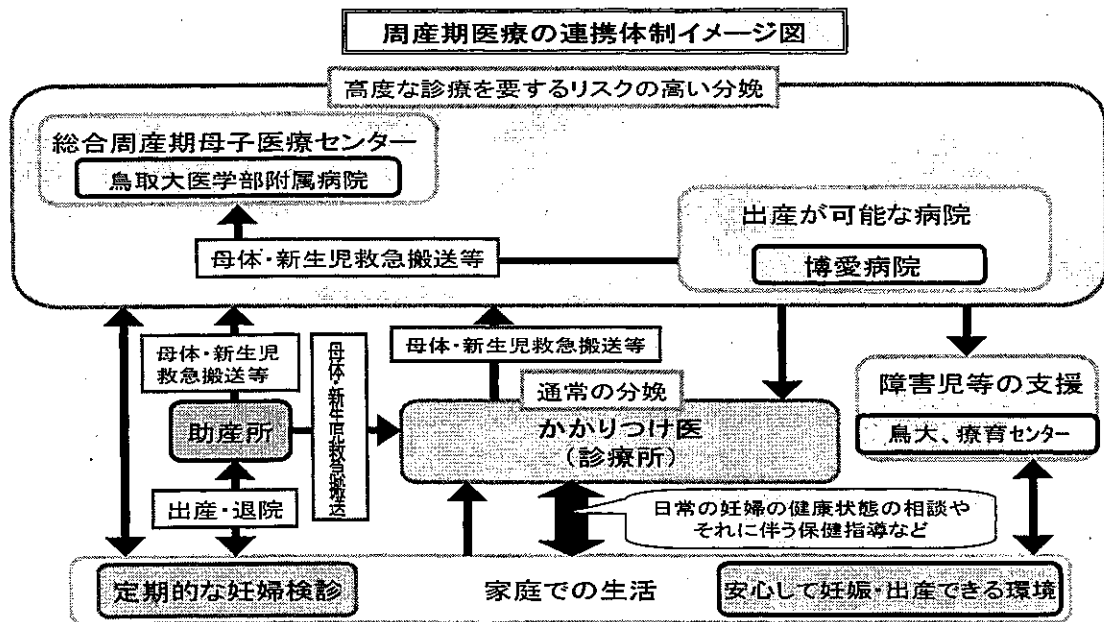 周産期医療の連携体制イメージ図
高度な診療を要するリスクの高い分娩
総合周産期母子医療センター
鳥取大医学部附属病院
出産が可能な病院
博愛病院
母体・新生児救急搬送等
母体・新生児
救急搬送等
母体・新生児救急搬送
母体・新生児救急搬送等
障害児等の支援
鳥大、療育センター
通常の分娩
助産所
かかりつけ医
（診療所）
出産・退院
日常の妊婦の健康状態の相談や
それに伴う保健指導など
定期的な妊婦検診
家庭での生活
安心して妊娠・出産できる環境